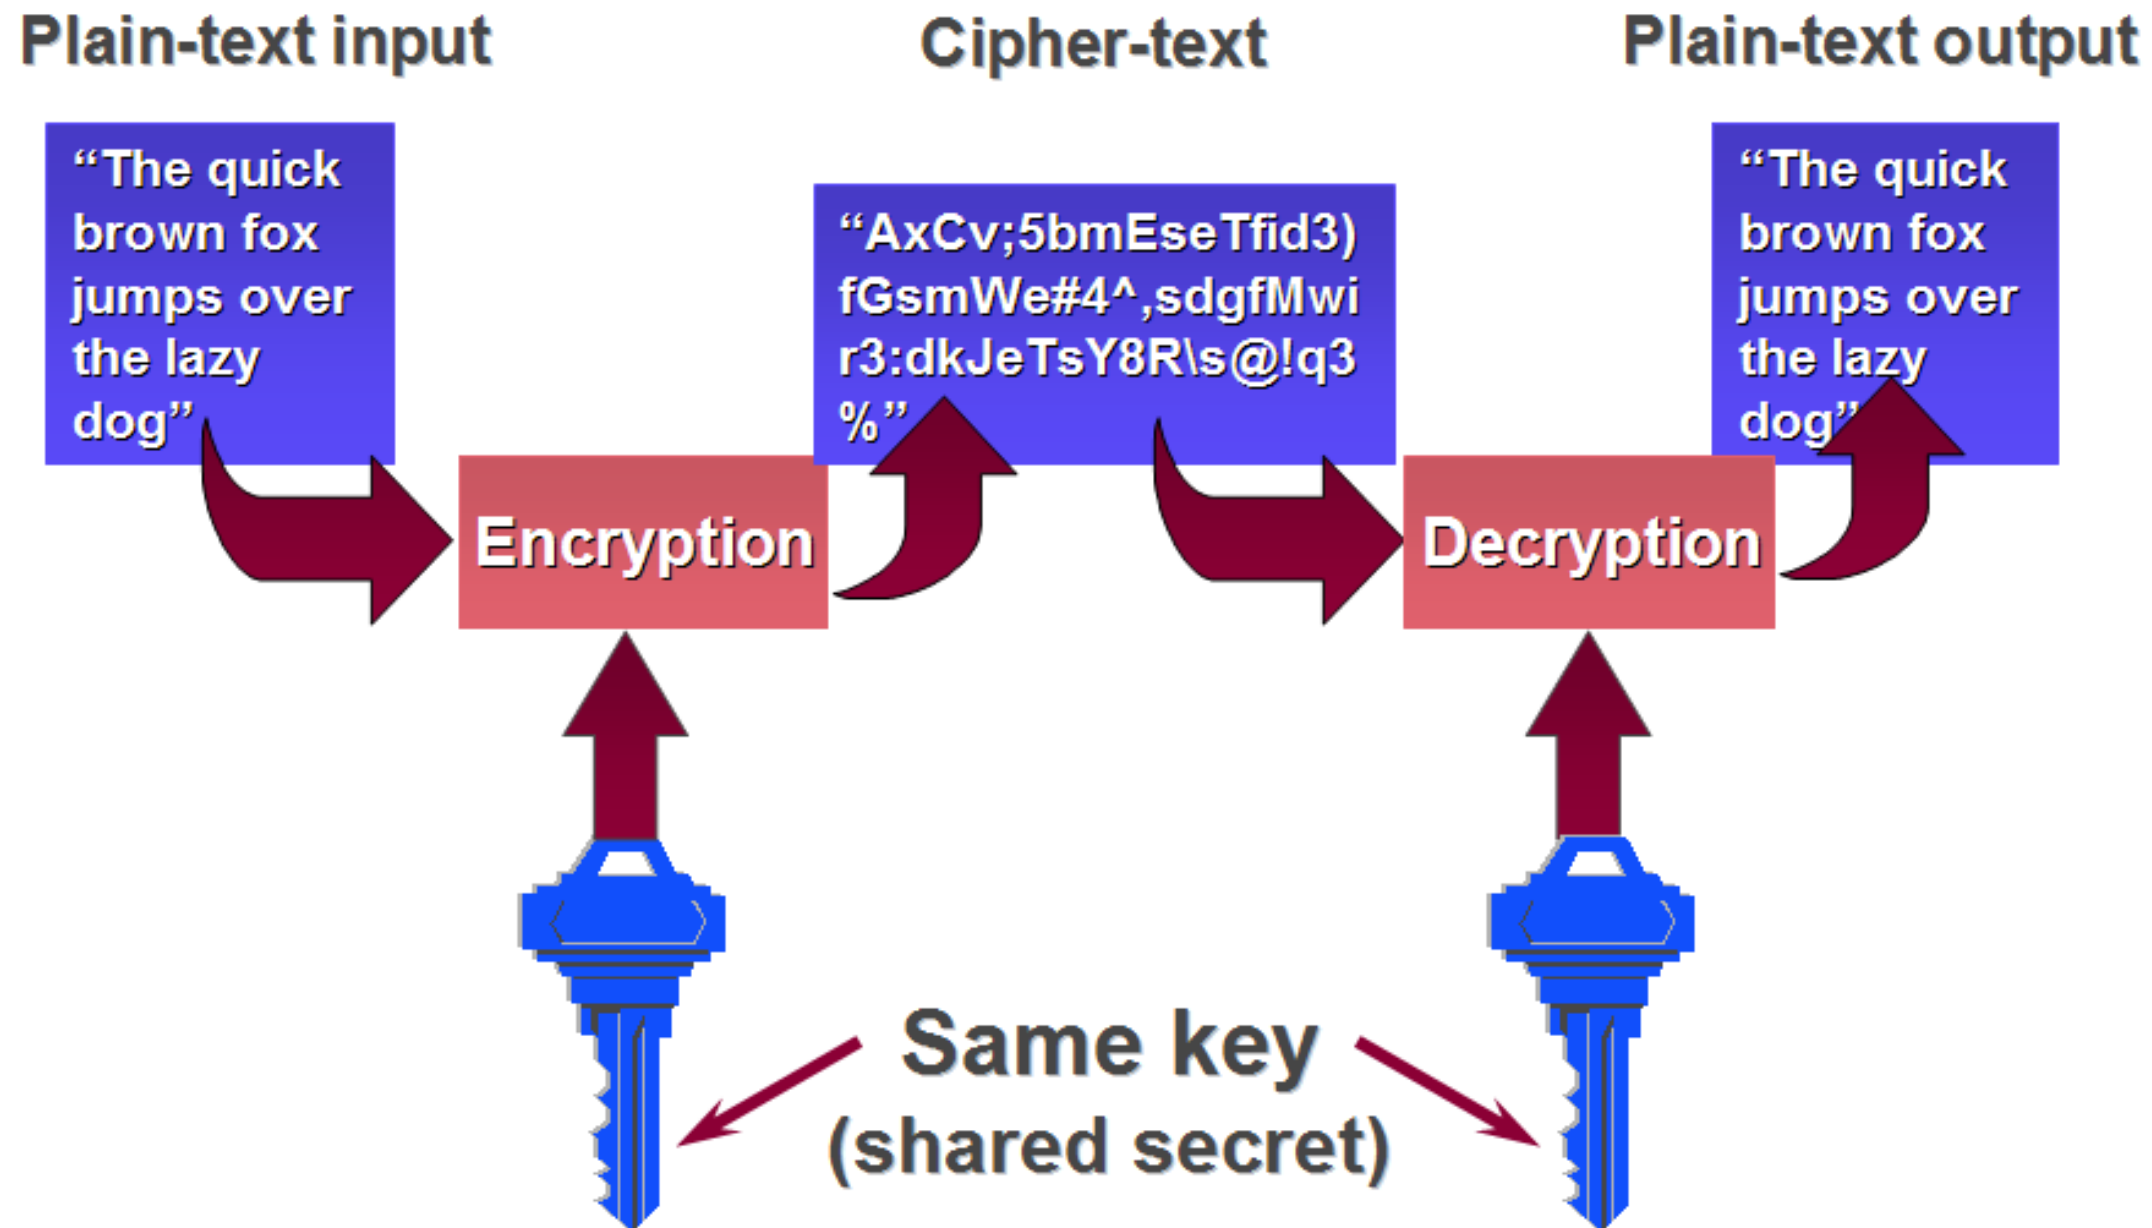 Plain-text input
Cipher-text
Plain-text output
“The quick
brown fox
jumps over
the lazy
dog”
“AxCv;5bmEseTfid3)
fGsmWe#4^,sdgfMwi
r3:dkJeTsY8R\s@!q3
%”
“The quick
brown fox
jumps over
the lazy
dog”
Encryption
Decryption
Same key
(shared secret)